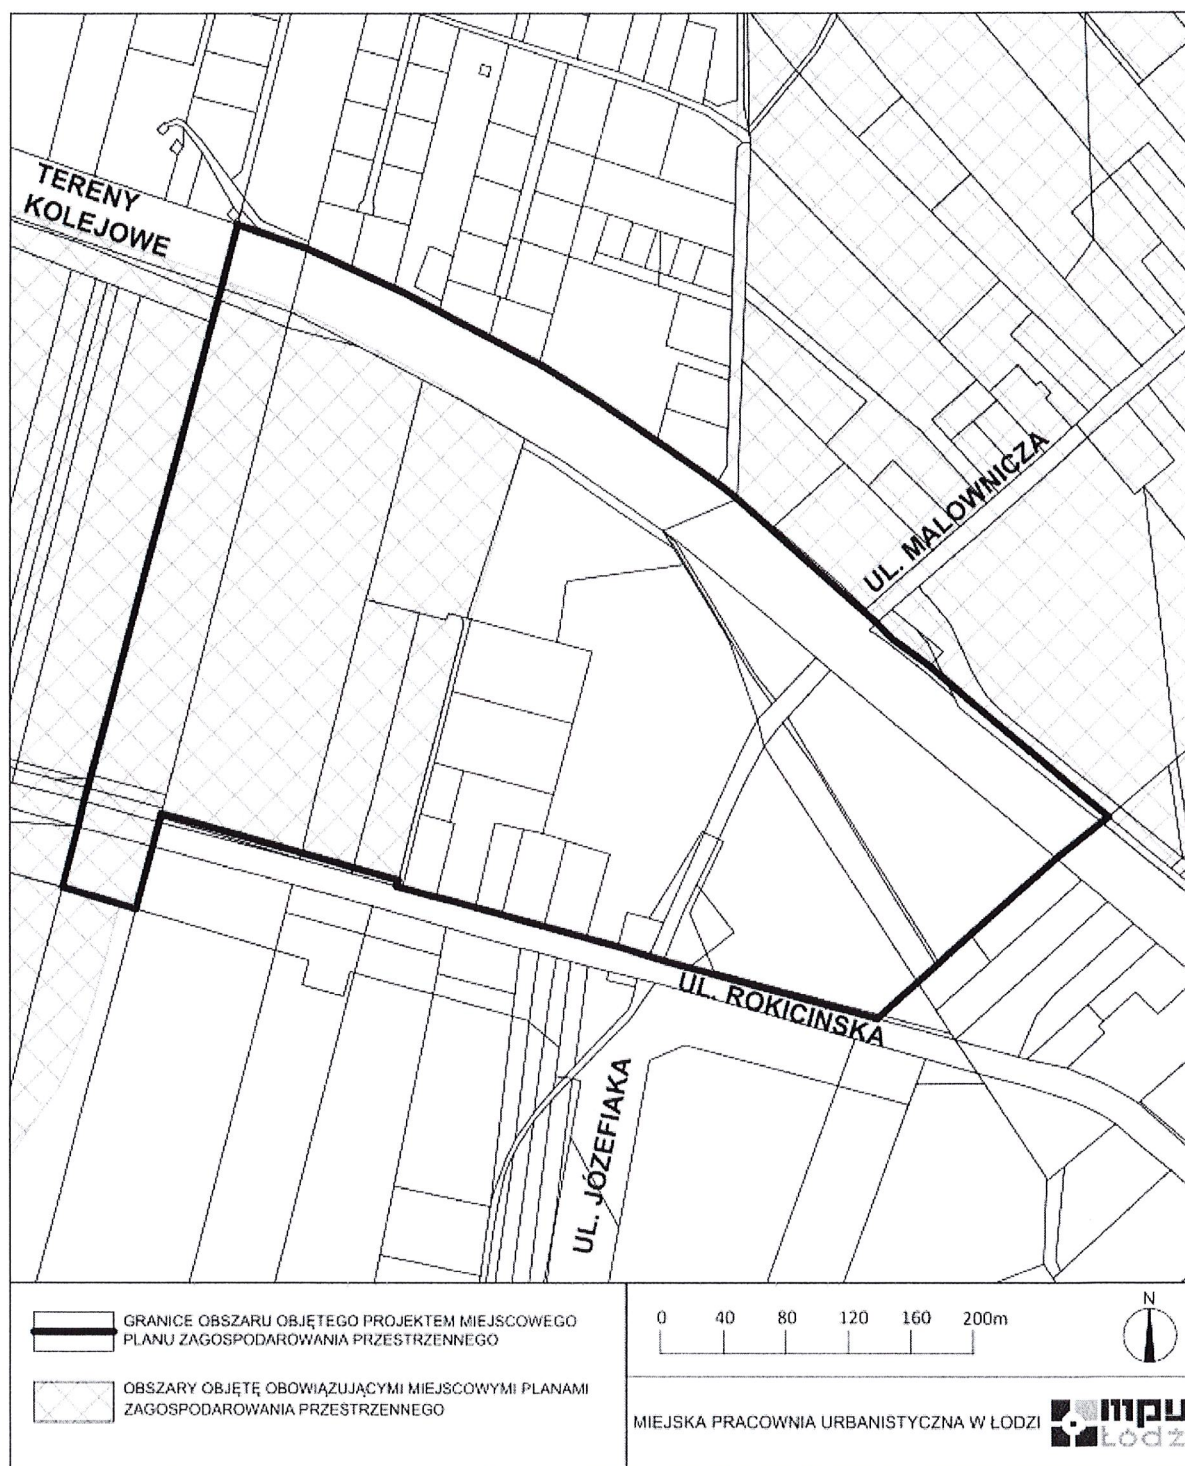 TERENY
KOLEJOWE
UL. MALOWNICZA
UL. ROKICIŃSKA
UL. JÓZEFIAKA
GRANICE OBSZARU OBJĘTEGO PROJEKTEM MIEJSCOWEGO
PLANU ZAGOSPODAROWANIA PRZESTRZENNEGO
OBSZARY OBJĘTE OBOWIĄZUJĄCYMI MIEJSCOWYMI PLANAMI
ZAGOSPODAROWANIA PRZESTRZENNEGO
0 40 80 120 160 200m
N
MIEJSKA PRACOWNIA URBANISTYCZNA W ŁODZI
mpu
Łódź